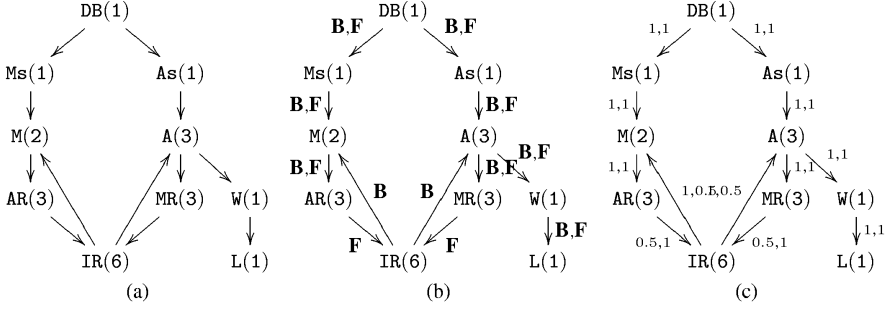 DB(1) DB(1) DB(1)
B,F B,F 1,1 1,1
Ms(1) As(1) Ms(1) As(1) Ms(1) As(1)
B,F B,F 1,1 1,1
M(2) A(3) M(2) A(3) M(2) A(3)
B,F B,F B,F 1,1 1,1 1,1
AR(3) MR(3) W(1) AR(3) B B MR(3) W(1) AR(3) MR(3) W(1)
F F B,F 0.5,1 0.5,1 1,1
IR(6) L(1) IR(6) L(1) IR(6) L(1)
(a) (b) (c)